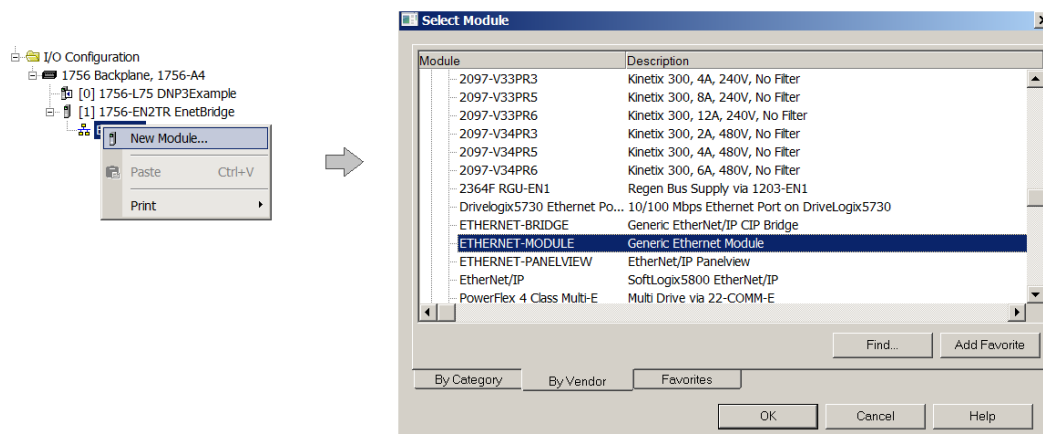 I/O Configuration
1756 Backplane, 1756-A4
[0] 1756-L75 DNP3Example
[1] 1756-EN2TR EnetBridge
New Module...
Paste Ctrl+V
Print
Select Module
Module Description
2097-V33PR3 Kinetix 300, 4A, 240V, No Filter
2097-V33PR5 Kinetix 300, 8A, 240V, No Filter
2097-V33PR6 Kinetix 300, 12A, 240V, No Filter
2097-V34PR3 Kinetix 300, 2A, 480V, No Filter
2097-V34PR5 Kinetix 300, 4A, 480V, No Filter
2097-V34PR6 Kinetix 300, 6A, 480V, No Filter
2364F RGU-EN1 Regen Bus Supply via 1203-EN1
Drivelogix5730 Ethernet Po... 10/100 Mbps Ethernet Port on DriveLogix5730
ETHERNET-BRIDGE Generic EtherNet/IP CIP Bridge
ETHERNET-MODULE Generic Ethernet Module
ETHERNET-PANELVIEW EtherNet/IP Panelview
EtherNet/IP SoftLogix5800 EtherNet/IP
PowerFlex 4 Class Multi-E Multi Drive via 22-COMM-E
Find... Add Favorite
By Category By Vendor Favorites
OK Cancel Help